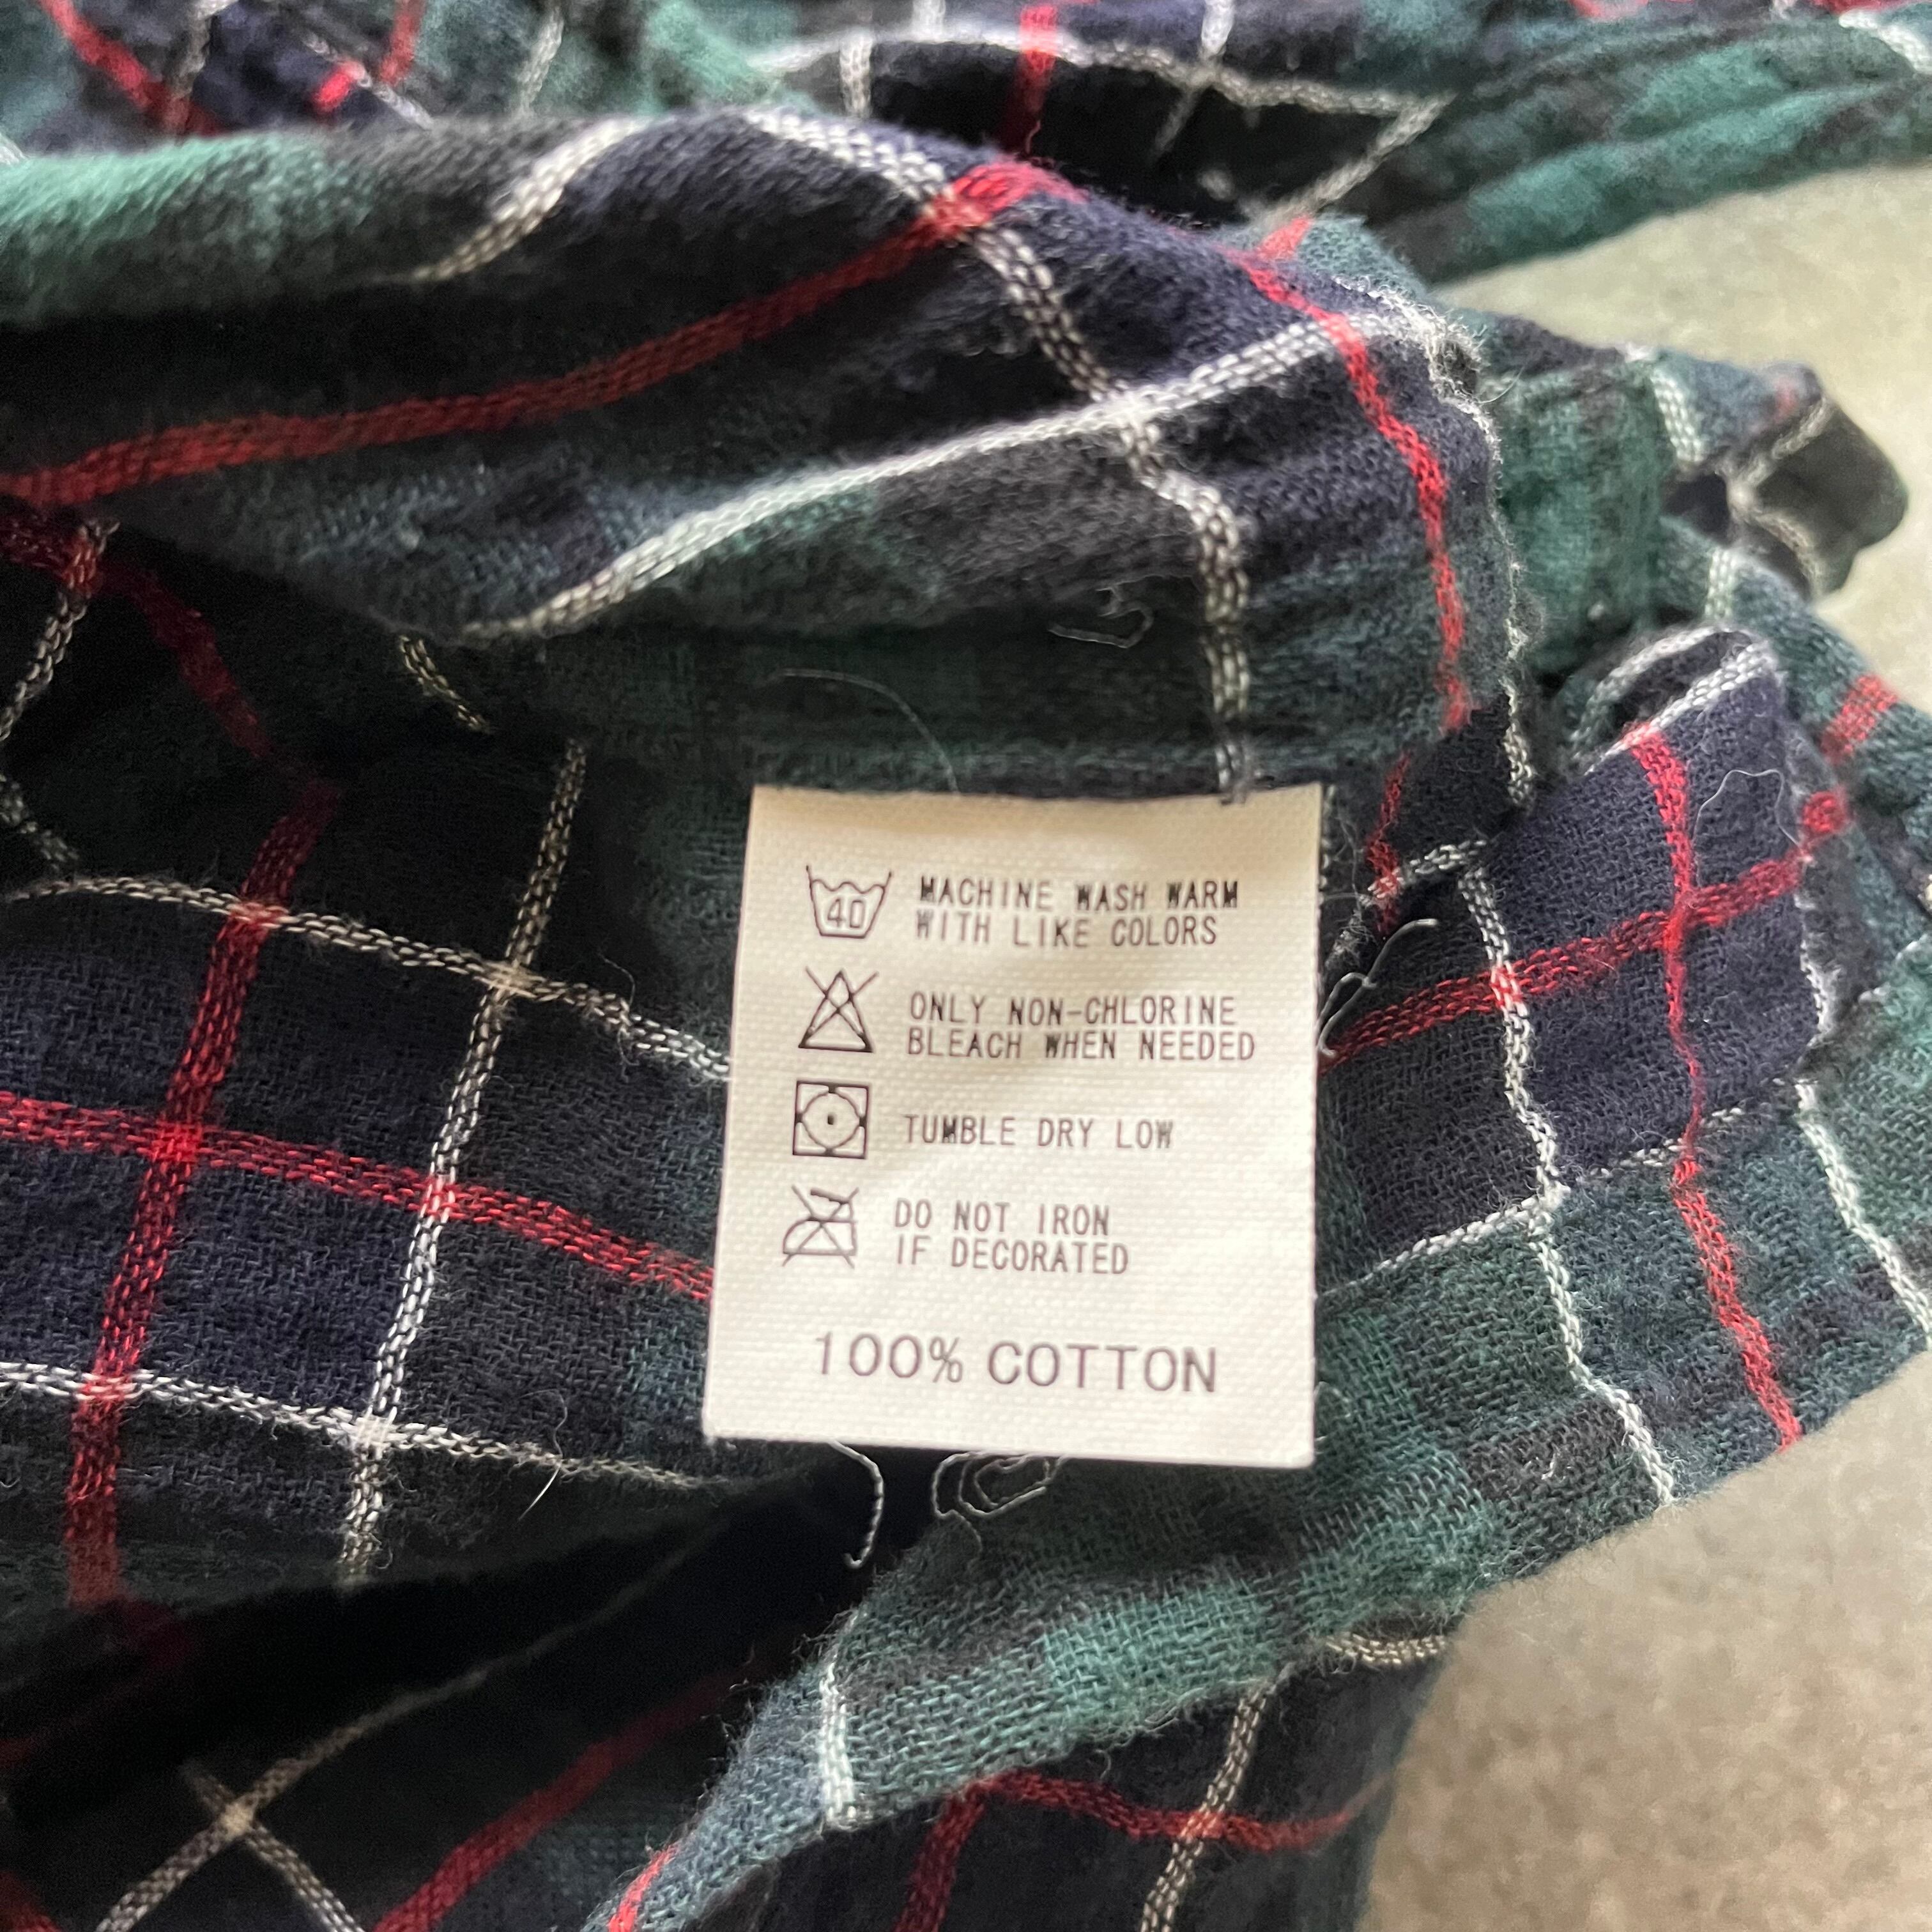 40 MACHINE WASH WARM
WITH LIKE COLORS
ONLY NON-CHLORINE
BLEACH WHEN NEEDED
TUMBLE DRY LOW
DO NOT IRON
IF DECORATED
100% COTTON